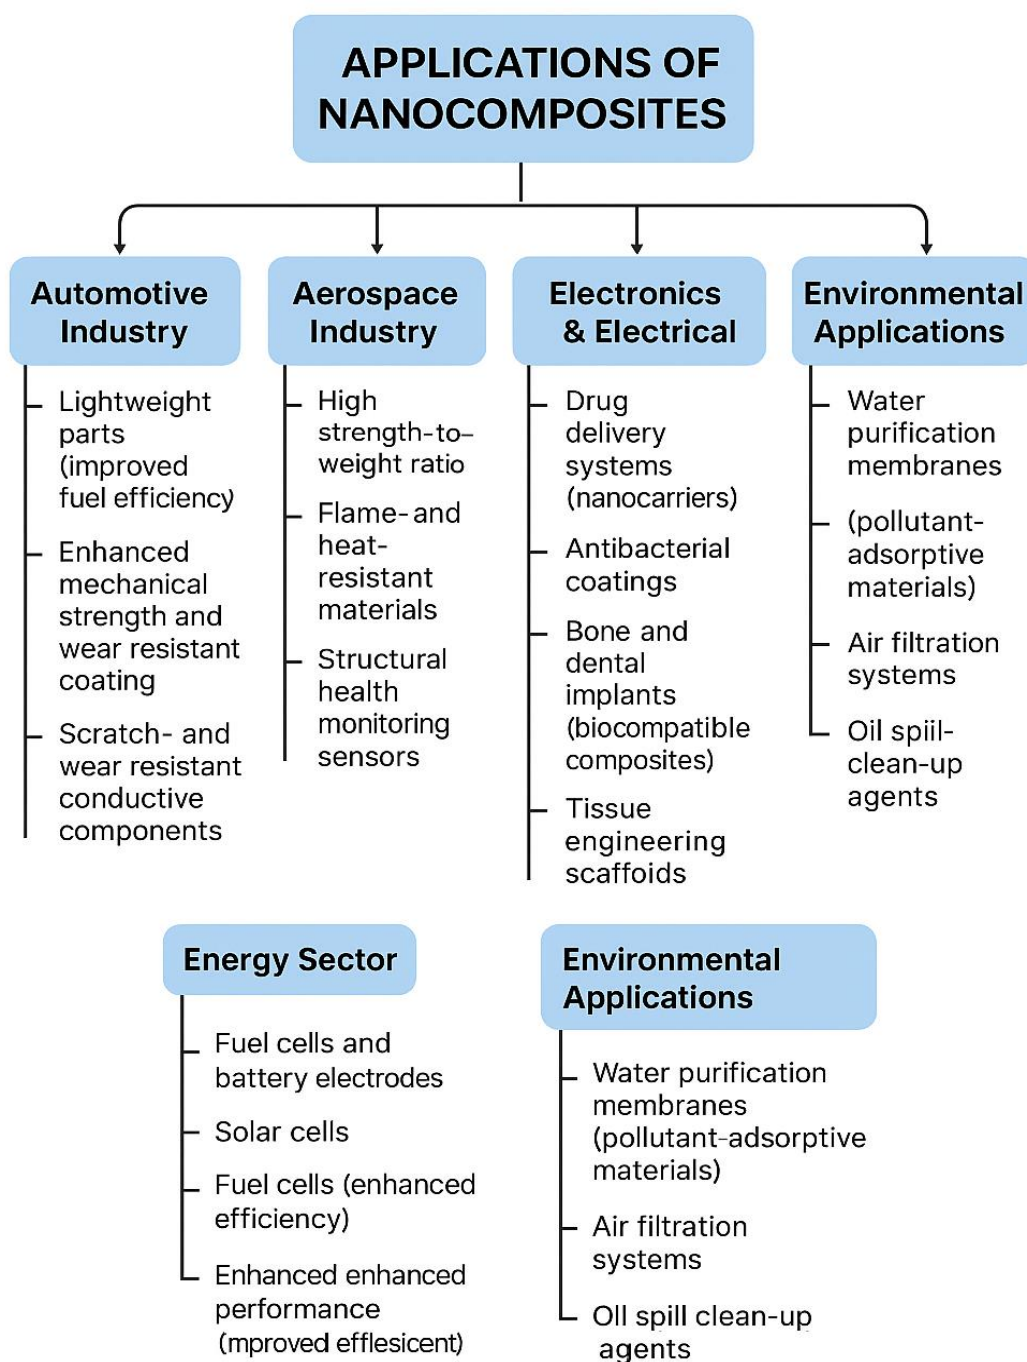 APPLICATIONS OF
NANOCOMPOSITES
Automotive
Industry
Lightweight
parts
(improved
fuel efficiency)
Enhanced
mechanical
strength and
wear resistant
coating
Scratch- and
wear resistant
conductive
components
Aerospace
Industry
High
strength-to-
weight ratio
Flame-and
heat-
resistant
materials
Structural
health
monitoring
sensors
Electronics
& Electrical
Drug
delivery
systems
(nanocarriers)
Antibacterial
coatings
Bone and
dental
implants
(biocompatible
composites)
Tissue
engineering
scaffoids
Environmental
Applications
Water
purification
membranes
(pollutant-
adsorptive
materials)
Air filtration
systems
Oil spiil-
clean-up
agents
Energy Sector
Fuel cells and
battery electrodes
Solar cells
Fuel cells (enhanced
efficiency)
Enhanced enhanced
performance
(mproved efflesicent)
Environmental
Applications
Water purification
membranes
(pollutant-adsorptive
materials)
Air filtration
systems
Oll spill clean-up
agents